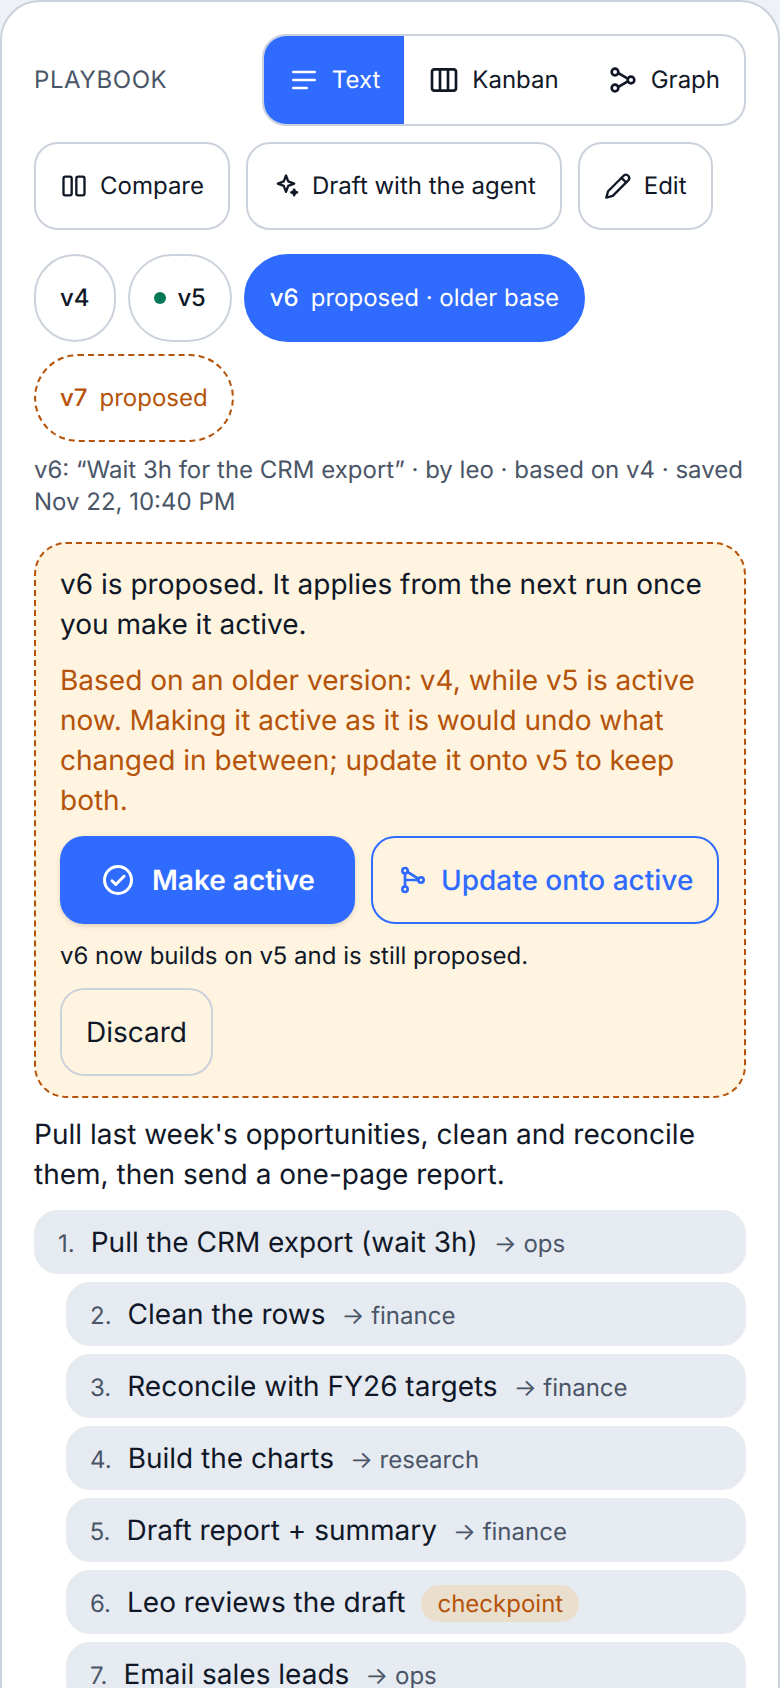 PLAYBOOK
Text
Kanban
Graph
Compare
Draft with the agent
Edit
v4
v5
v6 proposed · older base
v7 proposed
v6: “Wait 3h for the CRM export” · by leo · based on v4 · saved
Nov 22, 10:40 PM
v6 is proposed. It applies from the next run once
you make it active.
Based on an older version: v4, while v5 is active
now. Making it active as it is would undo what
changed in between; update it onto v5 to keep
both.
Make active
Update onto active
v6 now builds on v5 and is still proposed.
Discard
Pull last week's opportunities, clean and reconcile
them, then send a one-page report.
1. Pull the CRM export (wait 3h) → ops
2. Clean the rows → finance
3. Reconcile with FY26 targets → finance
4. Build the charts → research
5. Draft report + summary → finance
6. Leo reviews the draft checkpoint
7. Email sales leads → ops